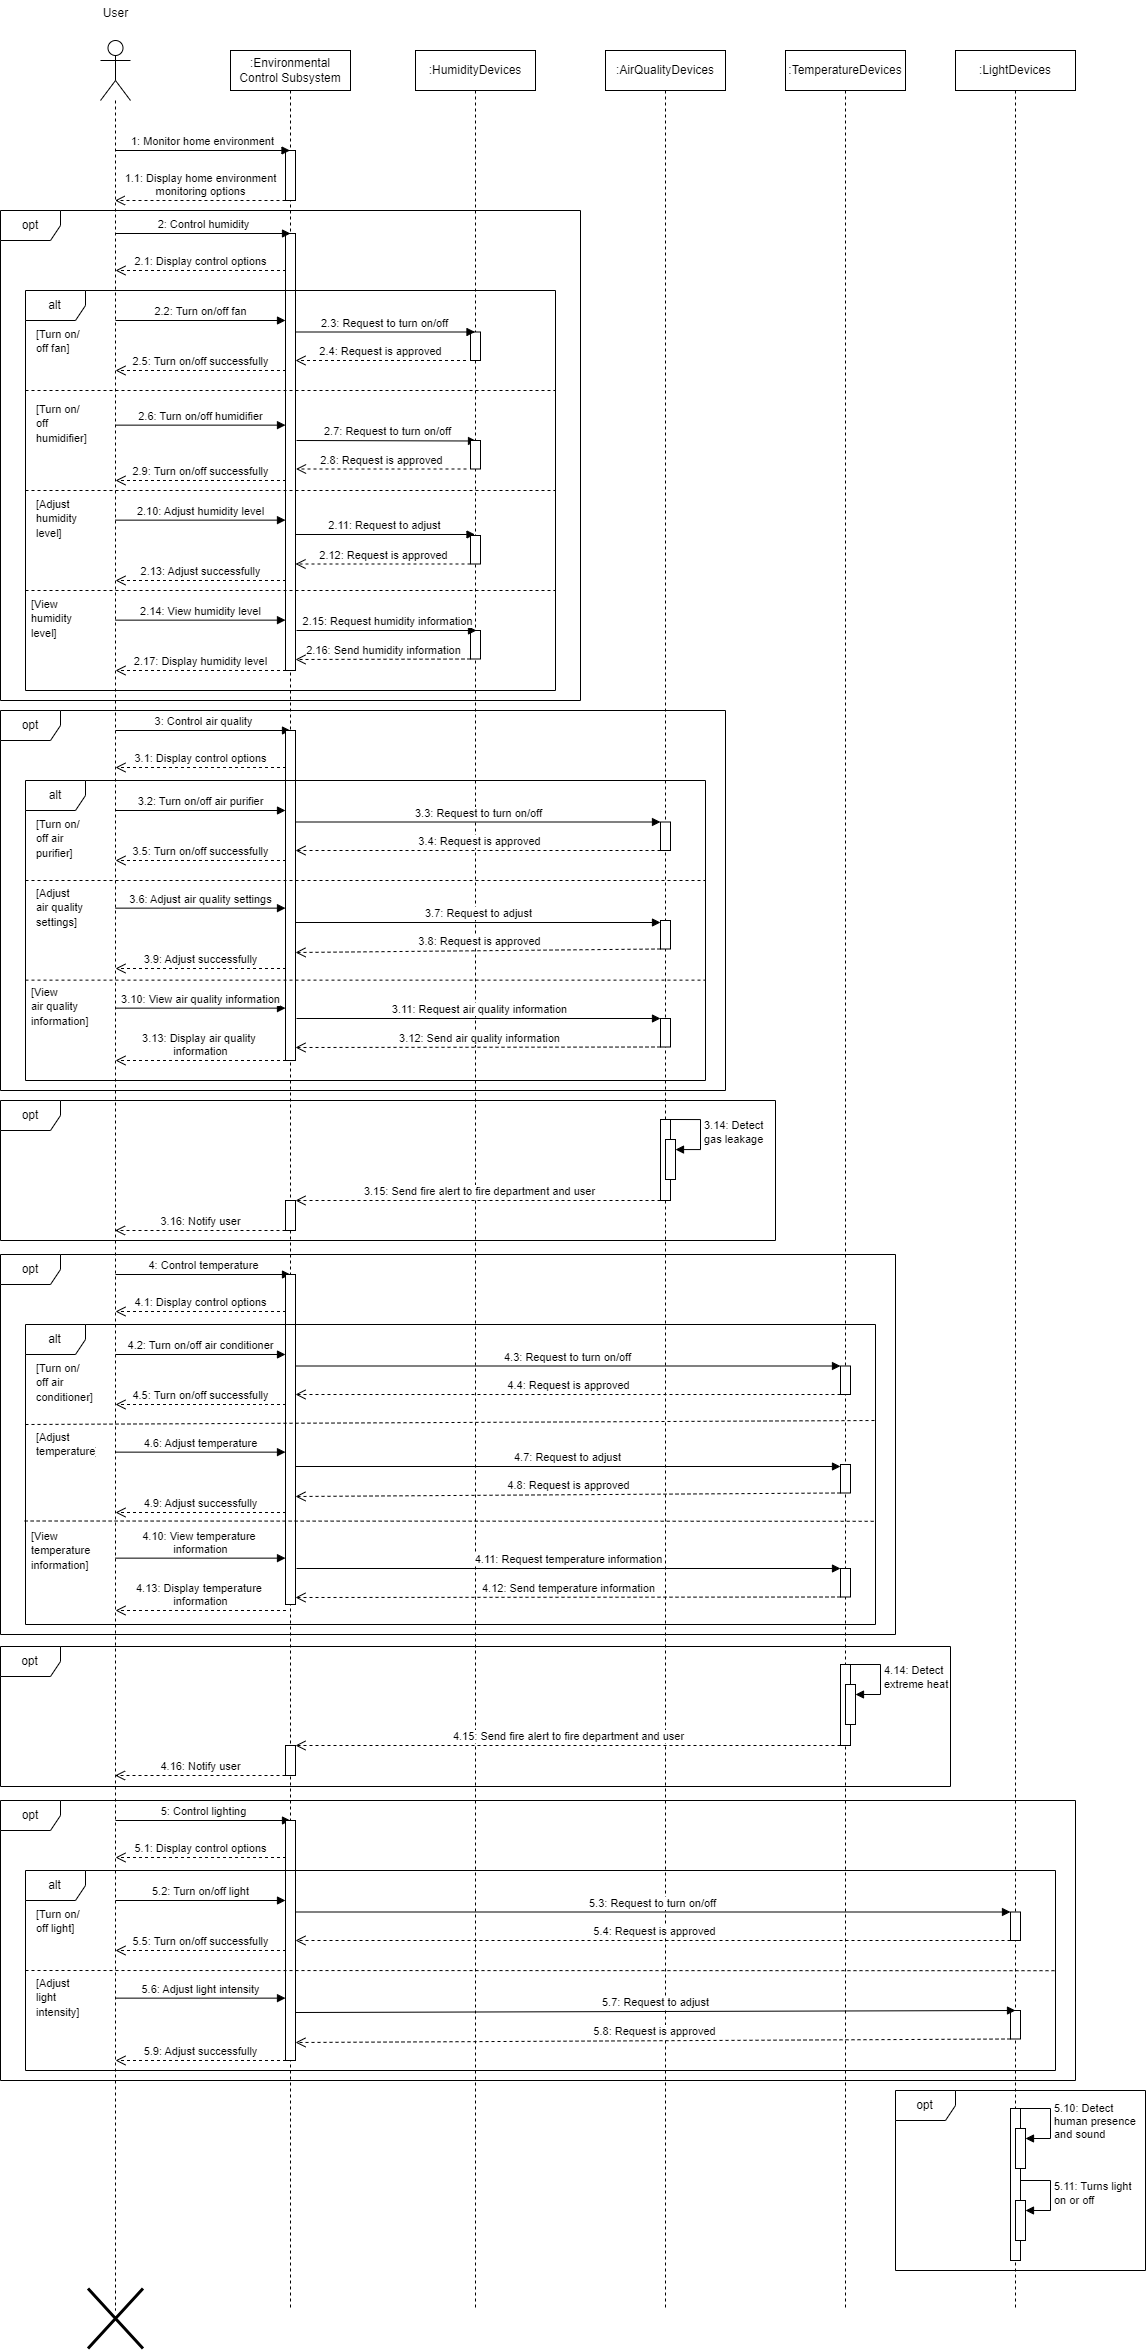 User
:Environmental
Control Subsystem
:HumidityDevices
:AirQualityDevices
:TemperatureDevices
:LightDevices
1: Monitor home environment
1.1: Display home environment
monitoring options
opt
2: Control humidity
2.1: Display control options
alt
[Turn on/
off fan]
2.2: Turn on/off fan
2.3: Request to turn on/off
2.4: Request is approved
2.5: Turn on/off successfully
[Turn on/
off
humidifier]
2.6: Turn on/off humidifier
2.7: Request to turn on/off
2.8: Request is approved
2.9: Turn on/off successfully
[Adjust
humidity
level]
2.10: Adjust humidity level
2.11: Request to adjust
2.12: Request is approved
2.13: Adjust successfully
[View
humidity
level]
2.14: View humidity level
2.15: Request humidity information
2.16: Send humidity information
2.17: Display humidity level
opt
3: Control air quality
3.1: Display control options
alt
[Turn on/
off air
purifier]
3.2: Turn on/off air purifier
3.3: Request to turn on/off
3.4: Request is approved
3.5: Turn on/off successfully
[Adjust
air quality
settings]
3.6: Adjust air quality settings
3.7: Request to adjust
3.8: Request is approved
3.9: Adjust successfully
[View
air quality
information]
3.10: View air quality information
3.11: Request air quality information
3.12: Send air quality information
3.13: Display air quality
information
opt
3.14: Detect
gas leakage
3.15: Send fire alert to fire department and user
3.16: Notify user
opt
4: Control temperature
4.1: Display control options
alt
[Turn on/
off air
conditioner]
4.2: Turn on/off air conditioner
4.3: Request to turn on/off
4.4: Request is approved
4.5: Turn on/off successfully
[Adjust
temperature]
4.6: Adjust temperature
4.7: Request to adjust
4.8: Request is approved
4.9: Adjust successfully
[View
temperature
information]
4.10: View temperature
information
4.11: Request temperature information
4.12: Send temperature information
4.13: Display temperature
information
opt
4.14: Detect
extreme heat
4.15: Send fire alert to fire department and user
4.16: Notify user
opt
5: Control lighting
5.1: Display control options
alt
[Turn on/
off light]
5.2: Turn on/off light
5.3: Request to turn on/off
5.4: Request is approved
5.5: Turn on/off successfully
[Adjust
light
intensity]
5.6: Adjust light intensity
5.7: Request to adjust
5.8: Request is approved
5.9: Adjust successfully
opt
5.10: Detect
human presence
and sound
5.11: Turns light
on or off